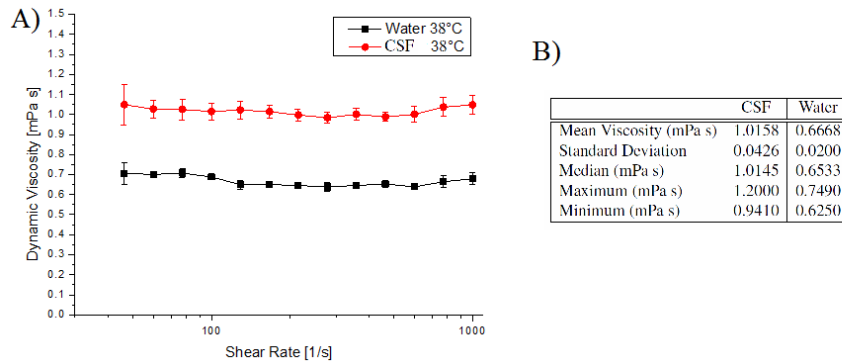 A)
Water 38°C
CSF 38°C
1.5
1.4
1.3
1.2
1.1
1.0
0.9
0.8
0.7
0.6
0.5
0.4
0.3
0.2
0.1
0.0
Dynamic Viscosity [mPa s]
100 1000
Shear Rate [1/s]
B)
CSF Water
Mean Viscosity (mPa s) 1.0158 0.6668
Standard Deviation 0.0426 0.0200
Median (mPa s) 1.0145 0.6533
Maximum (mPa s) 1.2000 0.7490
Minimum (mPa s) 0.9410 0.6250